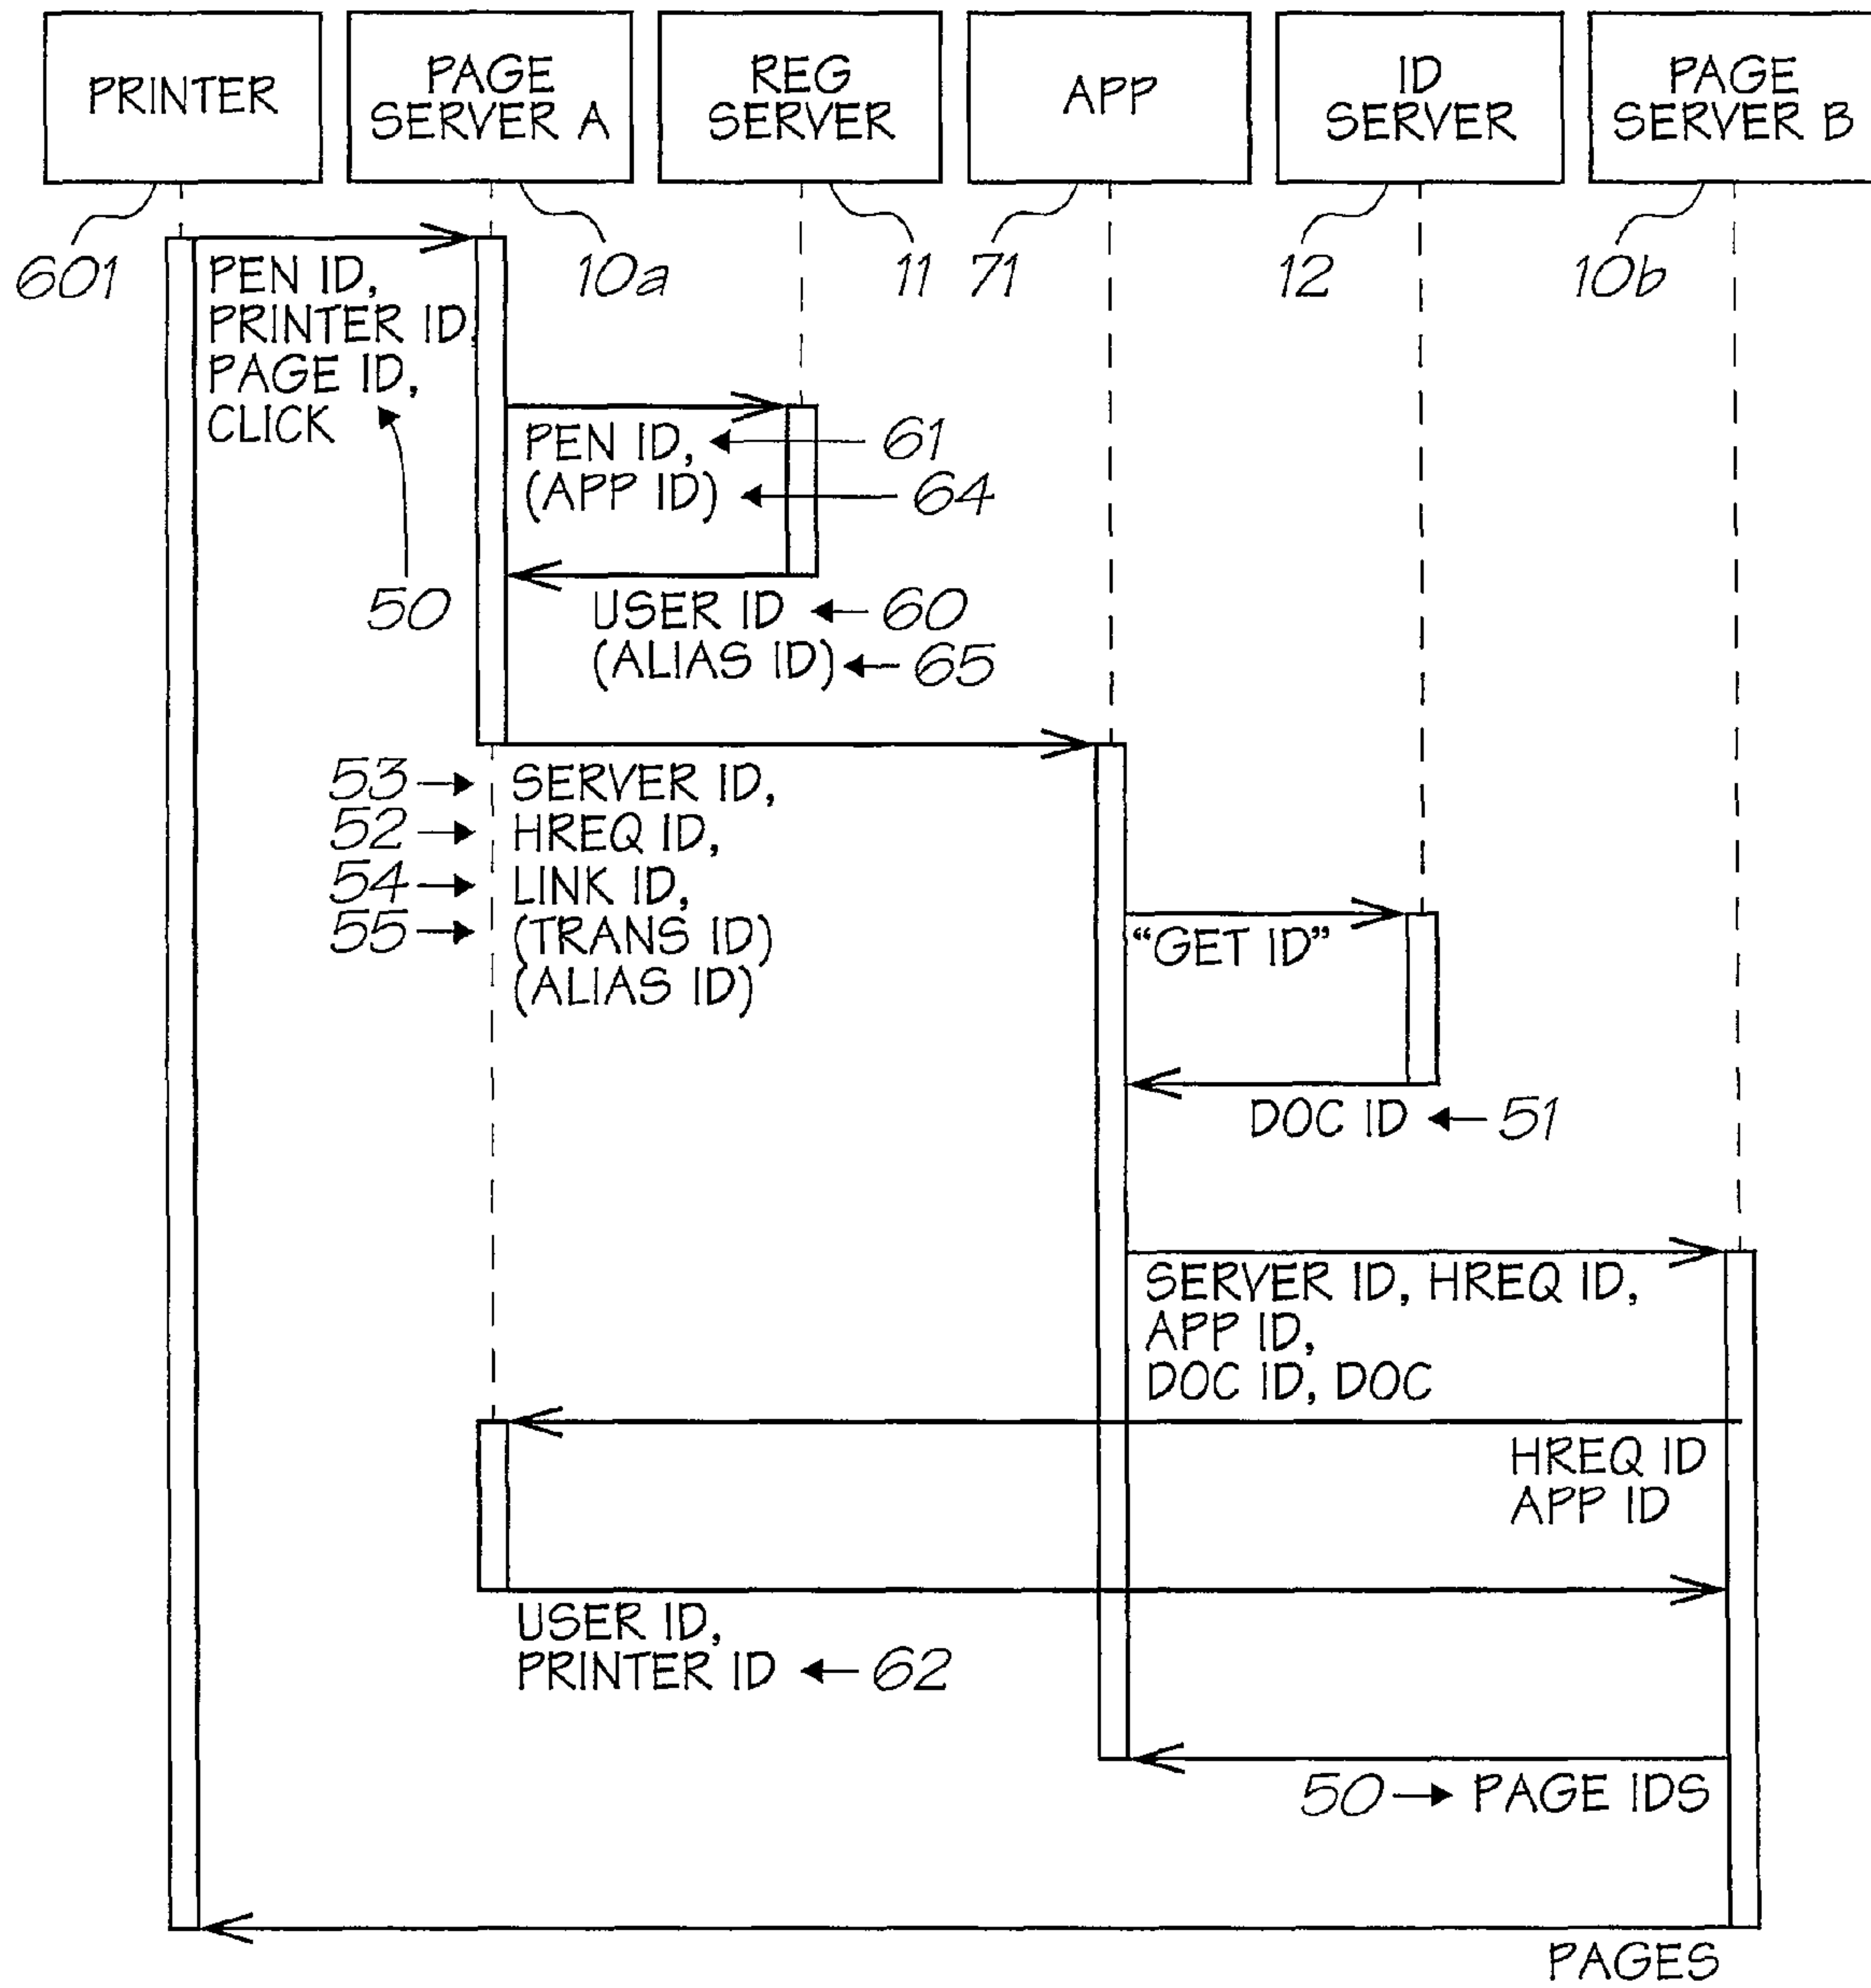 PRINTER
PAGE
SERVER A
REG
SERVER
APP
ID
SERVER
PAGE
SERVER B
601
10a
11
71
12
10b
PEN ID,
PRINTER ID
PAGE ID,
CLICK
50
PEN ID,
61
(APP ID)
64
USER ID
60
(ALIAS ID)
65
53
SERVER ID,
52
HREQ ID,
54
LINK ID,
55
(TRANS ID)
(ALIAS ID)
"GET ID"
DOC ID
51
SERVER ID, HREQ ID,
APP ID,
DOC ID, DOC
HREQ ID
APP ID
USER ID,
PRINTER ID
62
50
PAGE IDS
PAGES